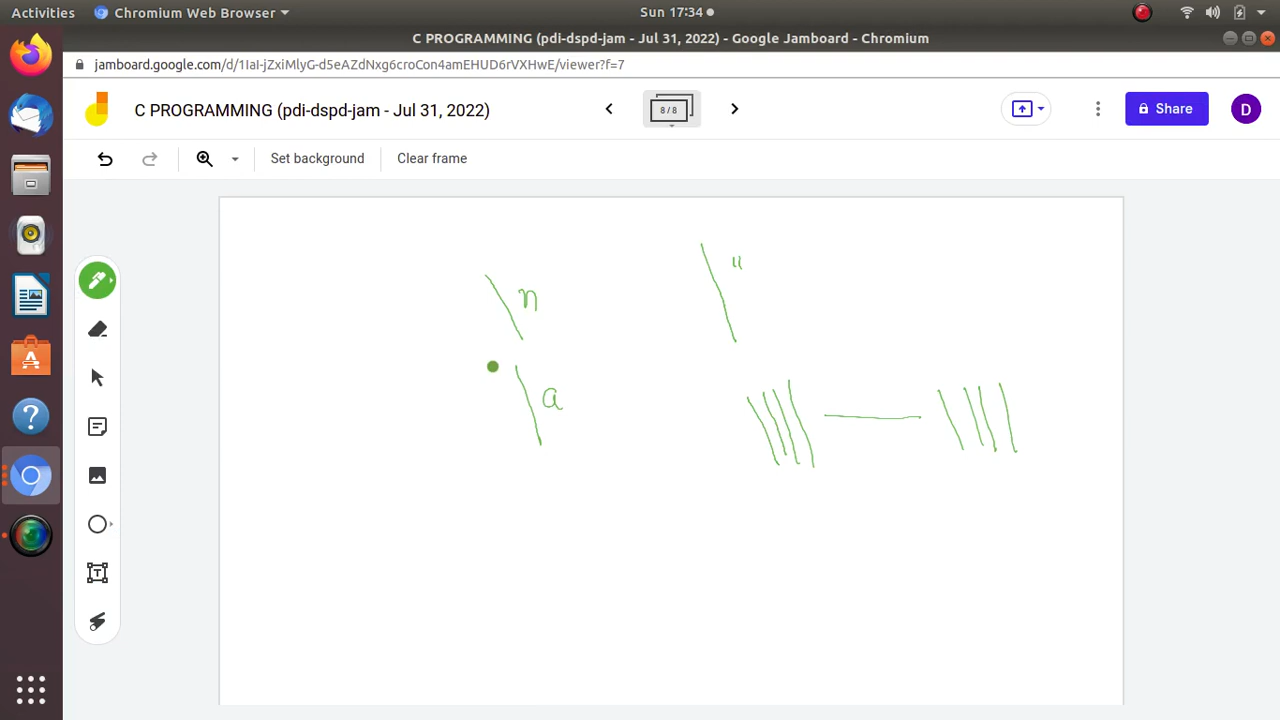 Activities Chromium Web Browser Sun 17:34
C PROGRAMMING (pdi-dspd-jam - Jul 31, 2022) - Google Jamboard - Chromium
jamboard.google.com/d/1IaI-jZxiMlyG-d5eAZdNxg6croCon4amEHUD6rVXHwE/viewer?f=7
C PROGRAMMING (pdi-dspd-jam - Jul 31, 2022) 8/8 Share D
Set background Clear frame
\n \"
\a \\\\ — \\\\